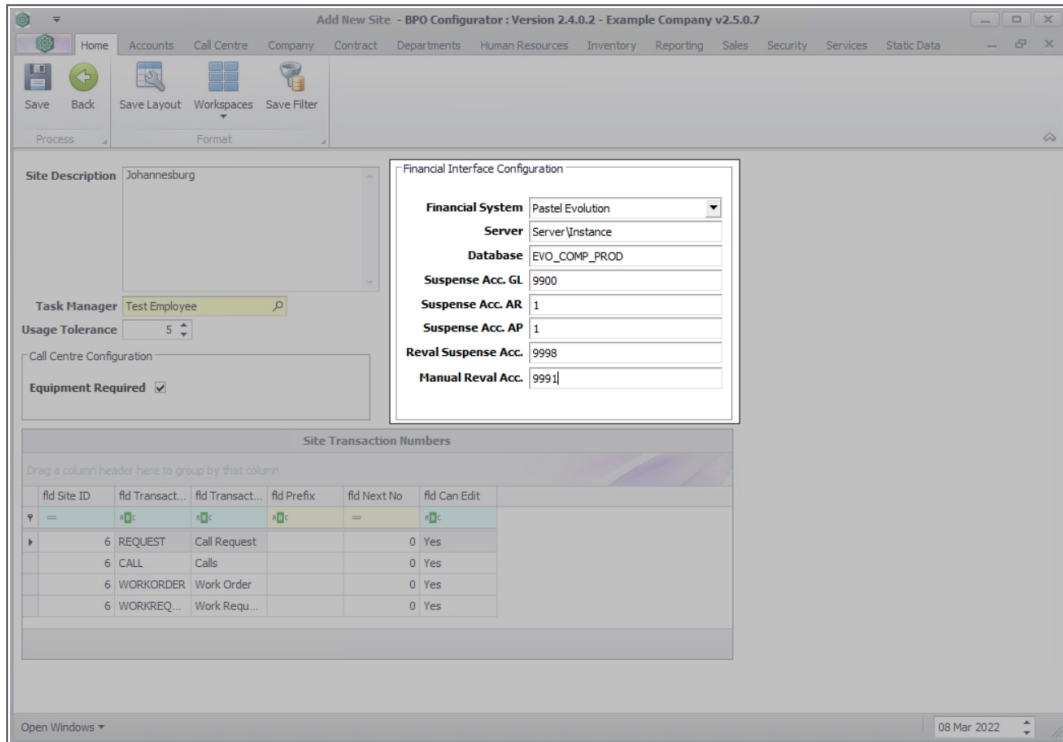 Add New Site - BPO Configurator : Version 2.4.0.2 - Example Company v2.5.0.7
Home Accounts Call Centre Company Contract Departments Human Resources Inventory Reporting Sales Security Services Static Data
Save Back Save Layout Workspaces Save Filter
Process Format
Site Description Johannesburg
Task Manager Test Employee
Usage Tolerance 5
Call Centre Configuration
Equipment Required
Financial Interface Configuration
Financial System Pastel Evolution
Server Server\Instance
Database EVO_COMP_PROD
Suspense Acc. GL 9900
Suspense Acc. AR 1
Suspense Acc. AP 1
Reval Suspense Acc. 9998
Manual Reval Acc. 9991
Site Transaction Numbers
Drag a column header here to group by that column
fld Site ID fld Transact... fld Transact... fld Prefix fld Next No fld Can Edit
= = 
6 REQUEST Call Request 0 Yes
6 CALL Calls 0 Yes
6 WORKORDER Work Order 0 Yes
6 WORKREQ... Work Requ... 0 Yes
Open Windows 08 Mar 2022